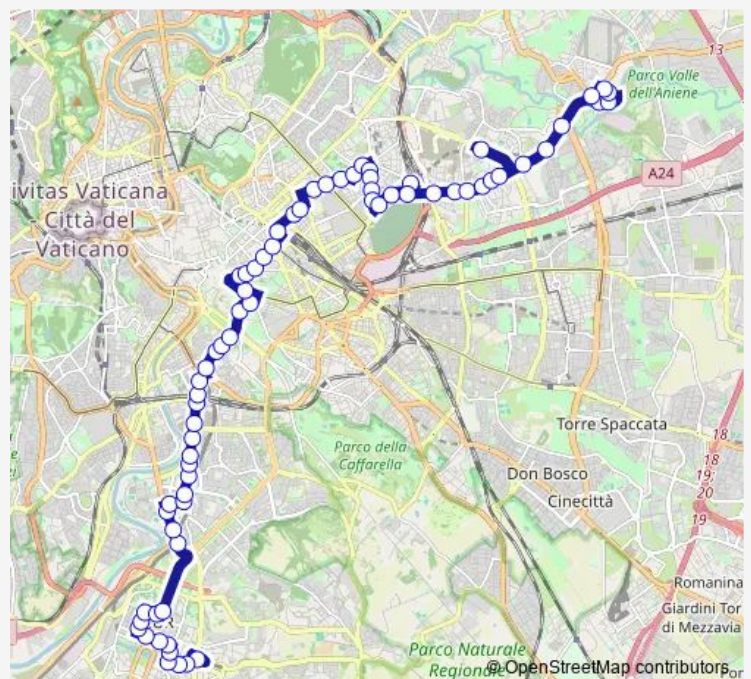 13
Parco Valle
dell'Aniene
A24
ivitas Vaticana
Città del
Vaticano
Torre Spaccata
18
18
19;
20
19
Parco della
Caffarella
Don Bosco
Cinecittà
Romanina
Giardini Tor
di Mezzavia
Parco Naturale
Regionale
© OpenStreetMap contributors
Por